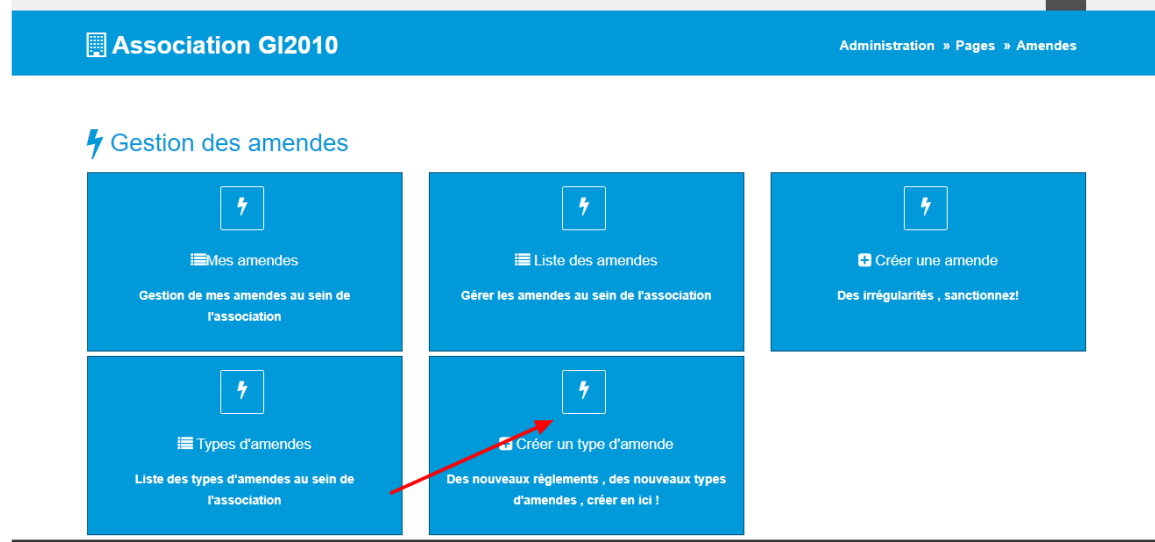 Association GI2010
Administration » Pages » Amendes
Gestion des amendes
Mes amendes
Gestion de mes amendes au sein de
l'association
Liste des amendes
Gérer les amendes au sein de l'association
Créer une amende
Des irrégularités , sanctionnez!
Types d'amendes
Liste des types d'amendes au sein de
l'association
Créer un type d'amende
Des nouveaux règlements , des nouveaux types
d'amendes , créer en ici !